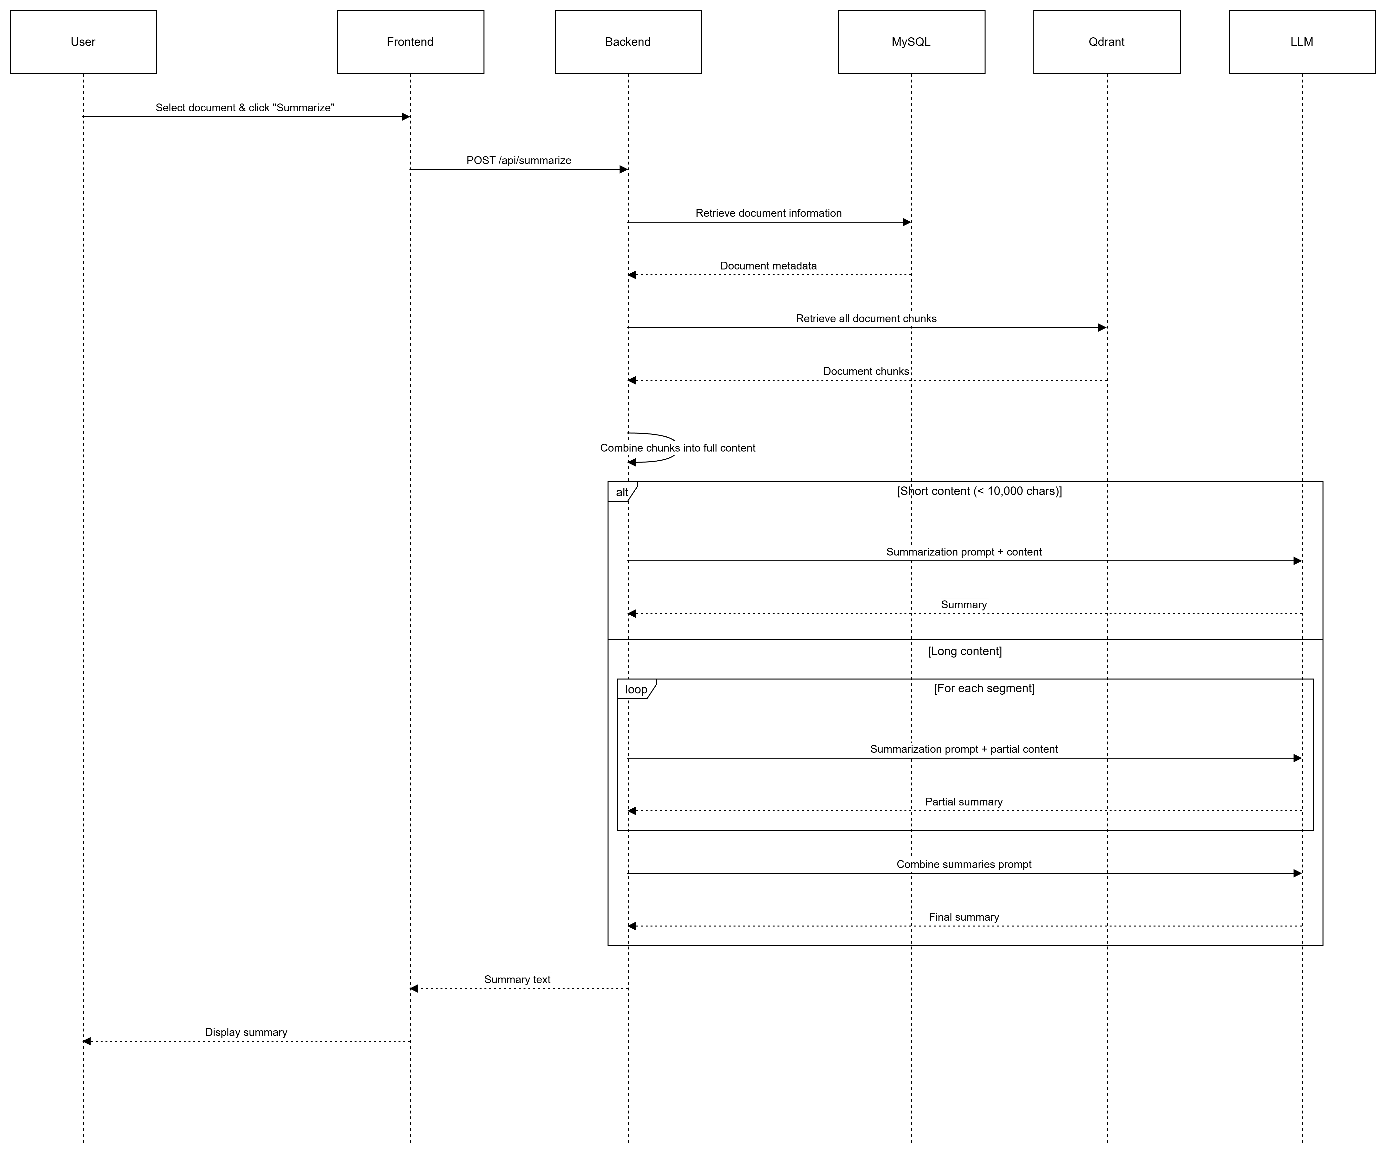 User
Frontend
Backend
MySQL
Qdrant
LLM
Select document & click "Summarize"
POST /api/summarize
Retrieve document information
Document metadata
Retrieve all document chunks
Document chunks
Combine chunks into full content
alt
[Short content (< 10,000 chars)]
Summarization prompt + content
Summary
[Long content]
loop
[For each segment]
Summarization prompt + partial content
Partial summary
Combine summaries prompt
Final summary
Summary text
Display summary